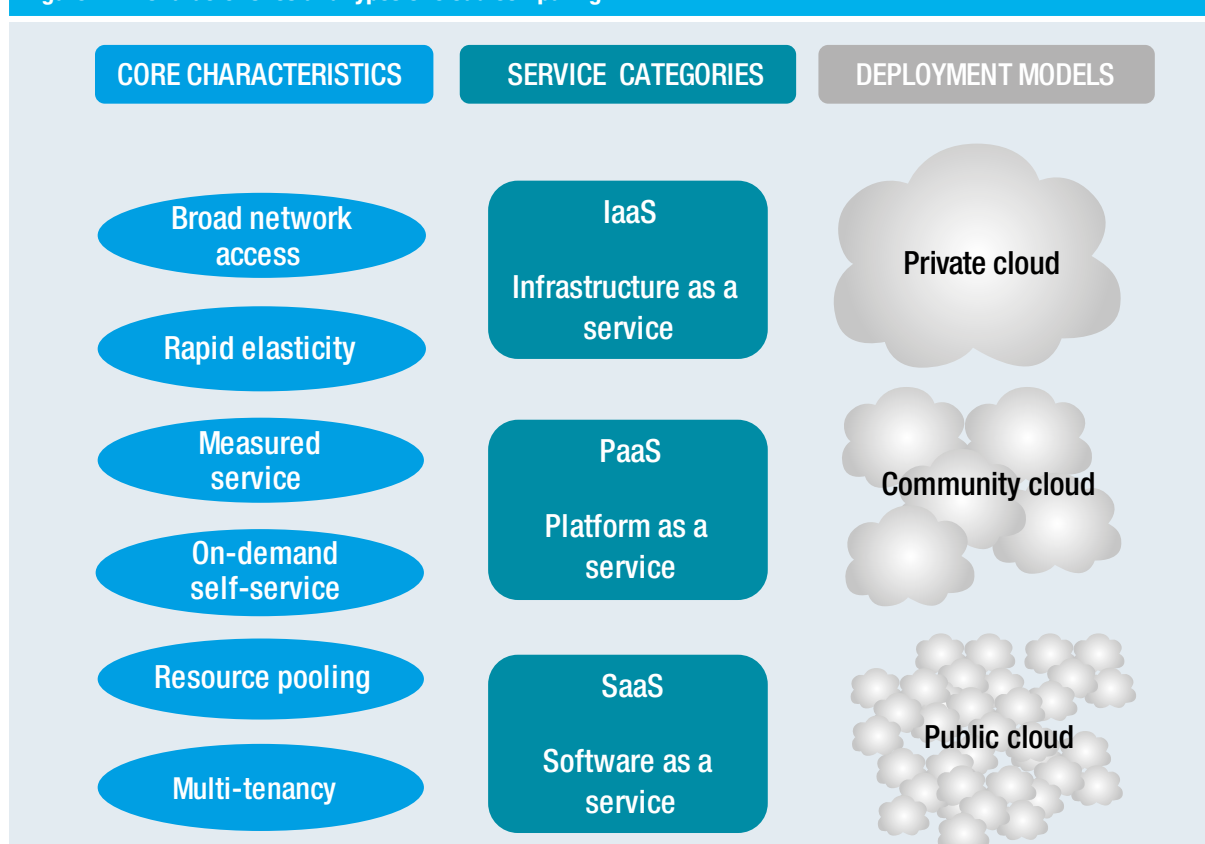 CORE CHARACTERISTICS
SERVICE CATEGORIES
DEPLOYMENT MODELS
Broad network
access
Rapid elasticity
Measured
service
On-demand
self-service
Resource pooling
Multi-tenancy
IaaS
Infrastructure as a
service
PaaS
Platform as a
service
SaaS
Software as a
service
Private cloud
Community cloud
Public cloud